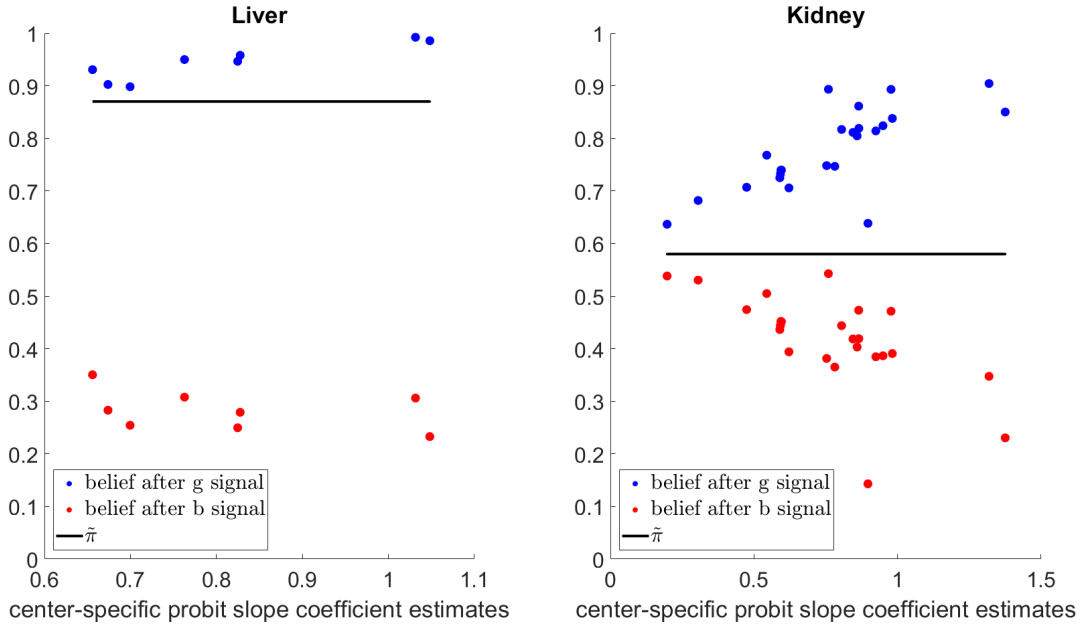 Liver
1
0.9
0.8
0.7
0.6
0.5
0.4
0.3
0.2
0.1
0
belief after g signal
belief after b signal
π̃
0.6 0.7 0.8 0.9 1 1.1
center-specific probit slope coefficient estimates
Kidney
1
0.9
0.8
0.7
0.6
0.5
0.4
0.3
0.2
0.1
0
belief after g signal
belief after b signal
π̃
0 0.5 1 1.5
center-specific probit slope coefficient estimates